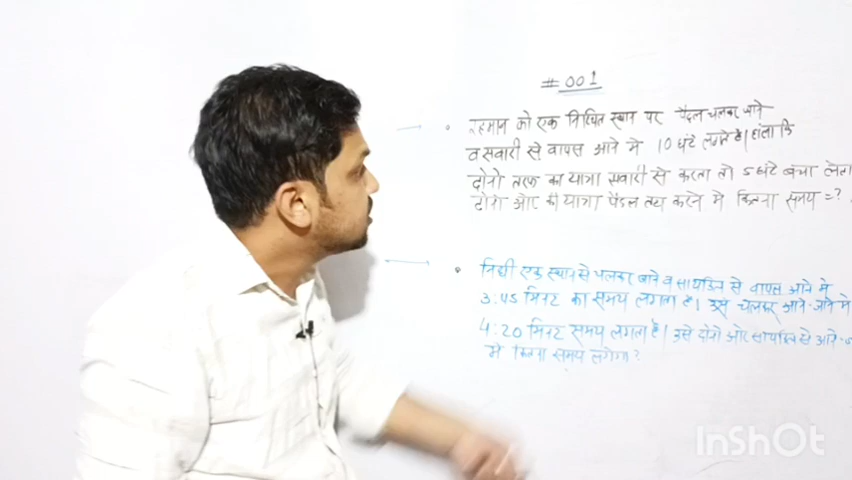 # 001
रहमान को एक निश्चित स्थान पर पैदल चलकर जाने
व सवारी से वापस आने मे 10 घंटे लगते है। हांलाकि
दोनो तरफ का यात्रा सवारी से करता तो 5 घंटे बचा लेता
दोनो ओर की यात्रा पैदल तय करने मे कितना समय = ?
एक स्थान से चलकर जाने व साइकिल से वापस आने मे
3:45 मिनट का समय लगता है। उसे चलकर आने-जाने मे
4:20 मिनट समय लगता है। उसे दोनो ओर साइकिल से आने-
मे कितना समय लगेगा?
InShOt